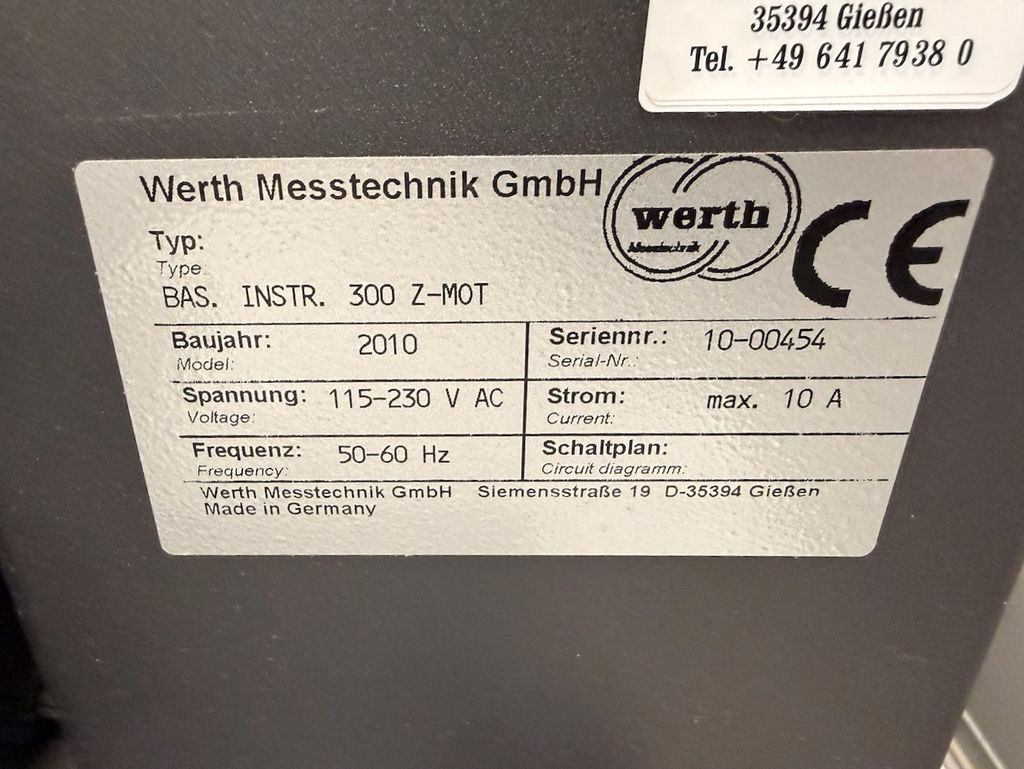 35394 Gießen
Tel. +49 641 7938 0
Werth Messtechnik GmbH
werth
Messtechnik
CE
Typ:
Type
BAS. INSTR. 300 Z-MOT
Baujahr: 2010 Seriennr.: 10-00454
Model: Serial-Nr.:
Spannung: 115-230 V AC Strom: max. 10 A
Voltage: Current:
Frequenz: 50-60 Hz Schaltplan:
Frequency: Circuit diagramm:
Werth Messtechnik GmbH Siemensstraße 19 D-35394 Gießen
Made in Germany